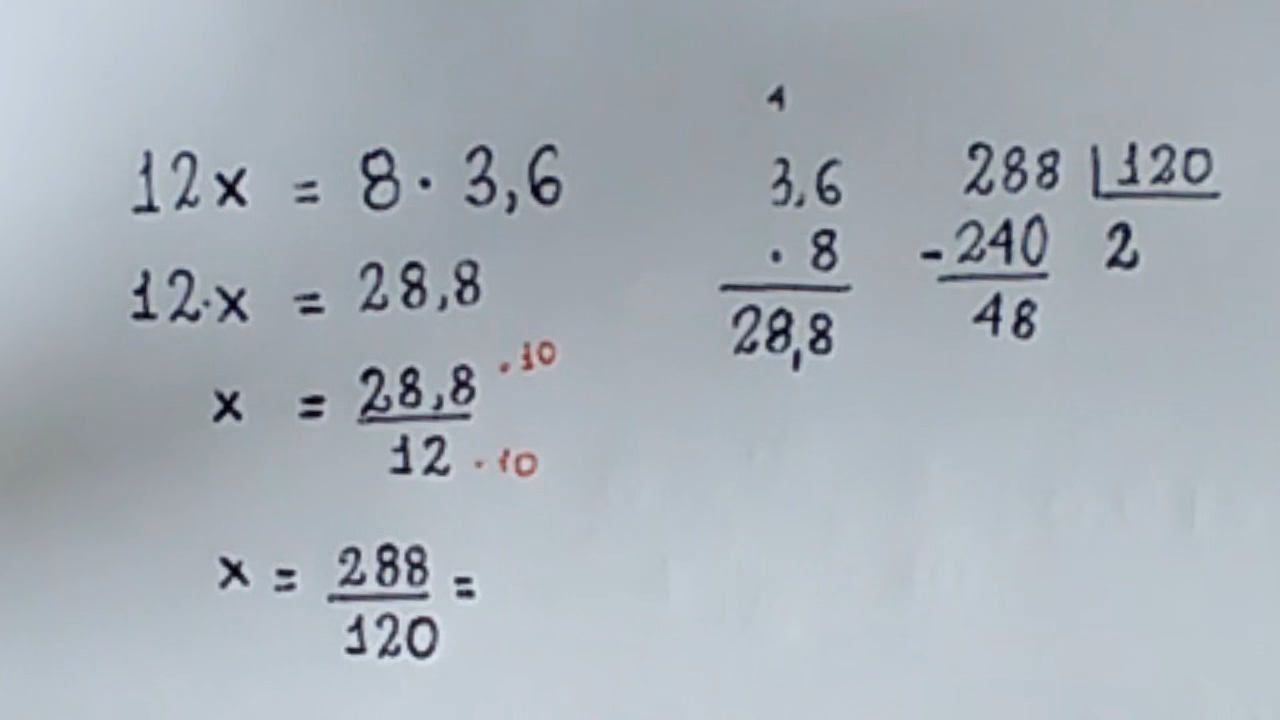 12x = 8 · 3,6
12·x = 28,8
x = 28,8 · 10
12 · 10
x = 288 =
120
4
3,6
· 8
28,8
288 120
- 240 2
48